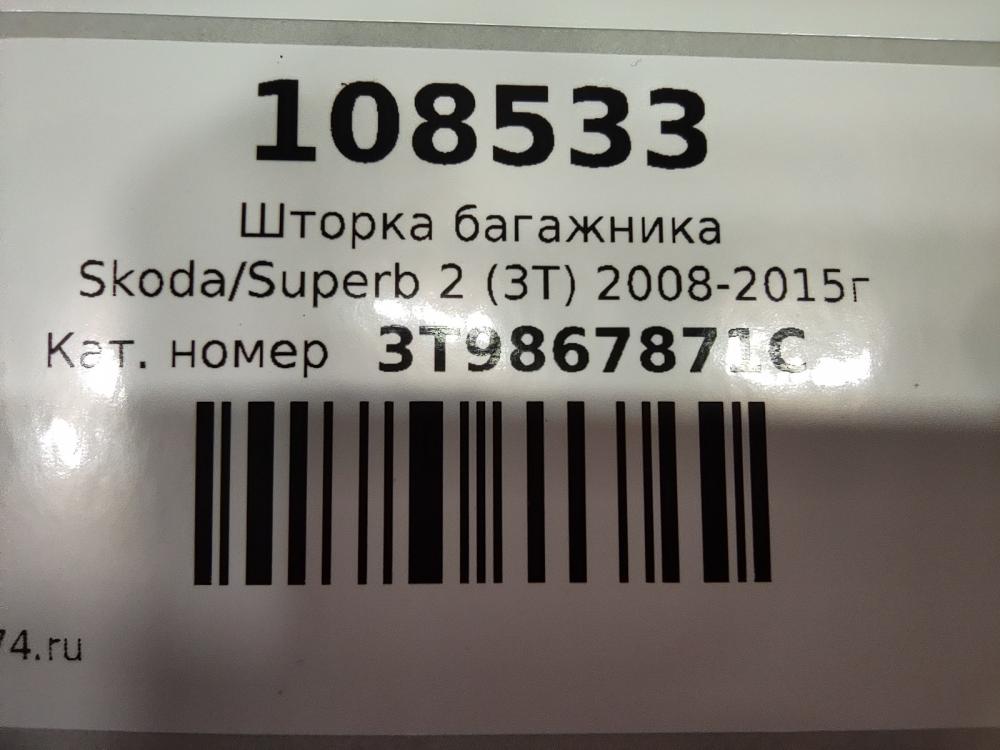 108533
Шторка багажника
Skoda/Superb 2 (3T) 2008-2015г
Кат. номер 3T9867871C
74.ru